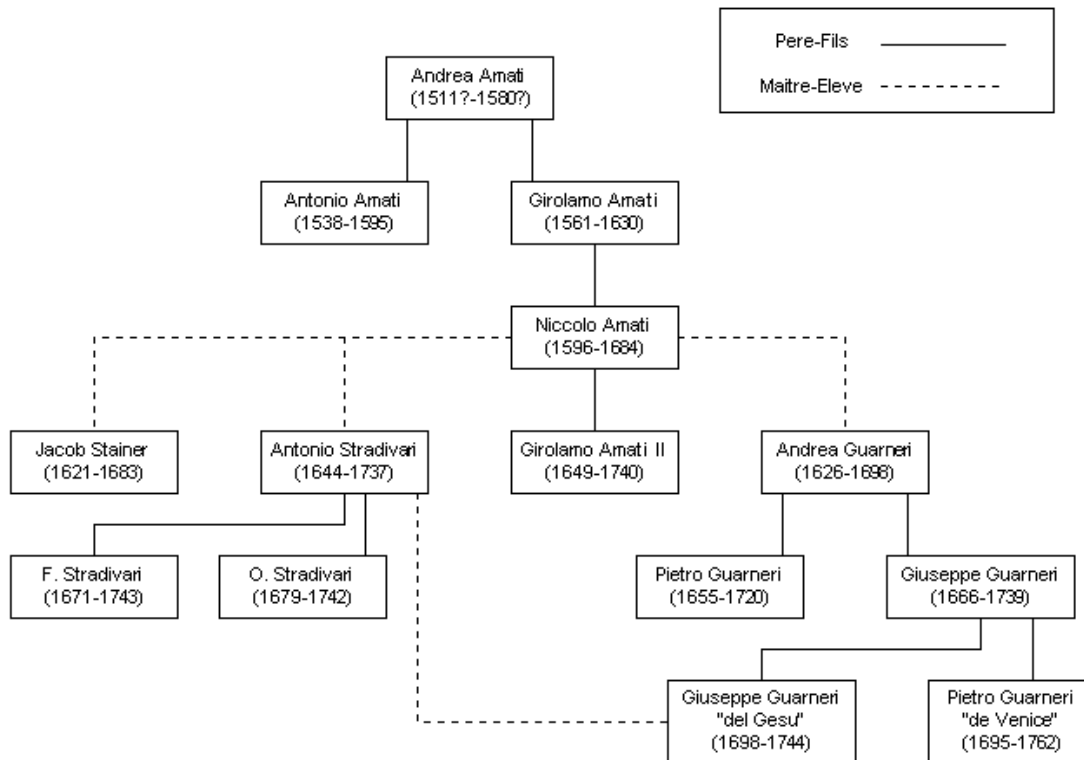 Pere-Fils
Maitre-Eleve
Andrea Amati
(1511?-1580?)
Antonio Amati
(1538-1595)
Girolamo Amati
(1561-1630)
Niccolo Amati
(1596-1684)
Jacob Stainer
(1621-1683)
Antonio Stradivari
(1644-1737)
Girolamo Amati II
(1649-1740)
Andrea Guarneri
(1626-1698)
F. Stradivari
(1671-1743)
O. Stradivari
(1679-1742)
Pietro Guarneri
(1655-1720)
Giuseppe Guarneri
(1666-1739)
Giuseppe Guarneri
"del Gesu"
(1698-1744)
Pietro Guarneri
"de Venice"
(1695-1762)